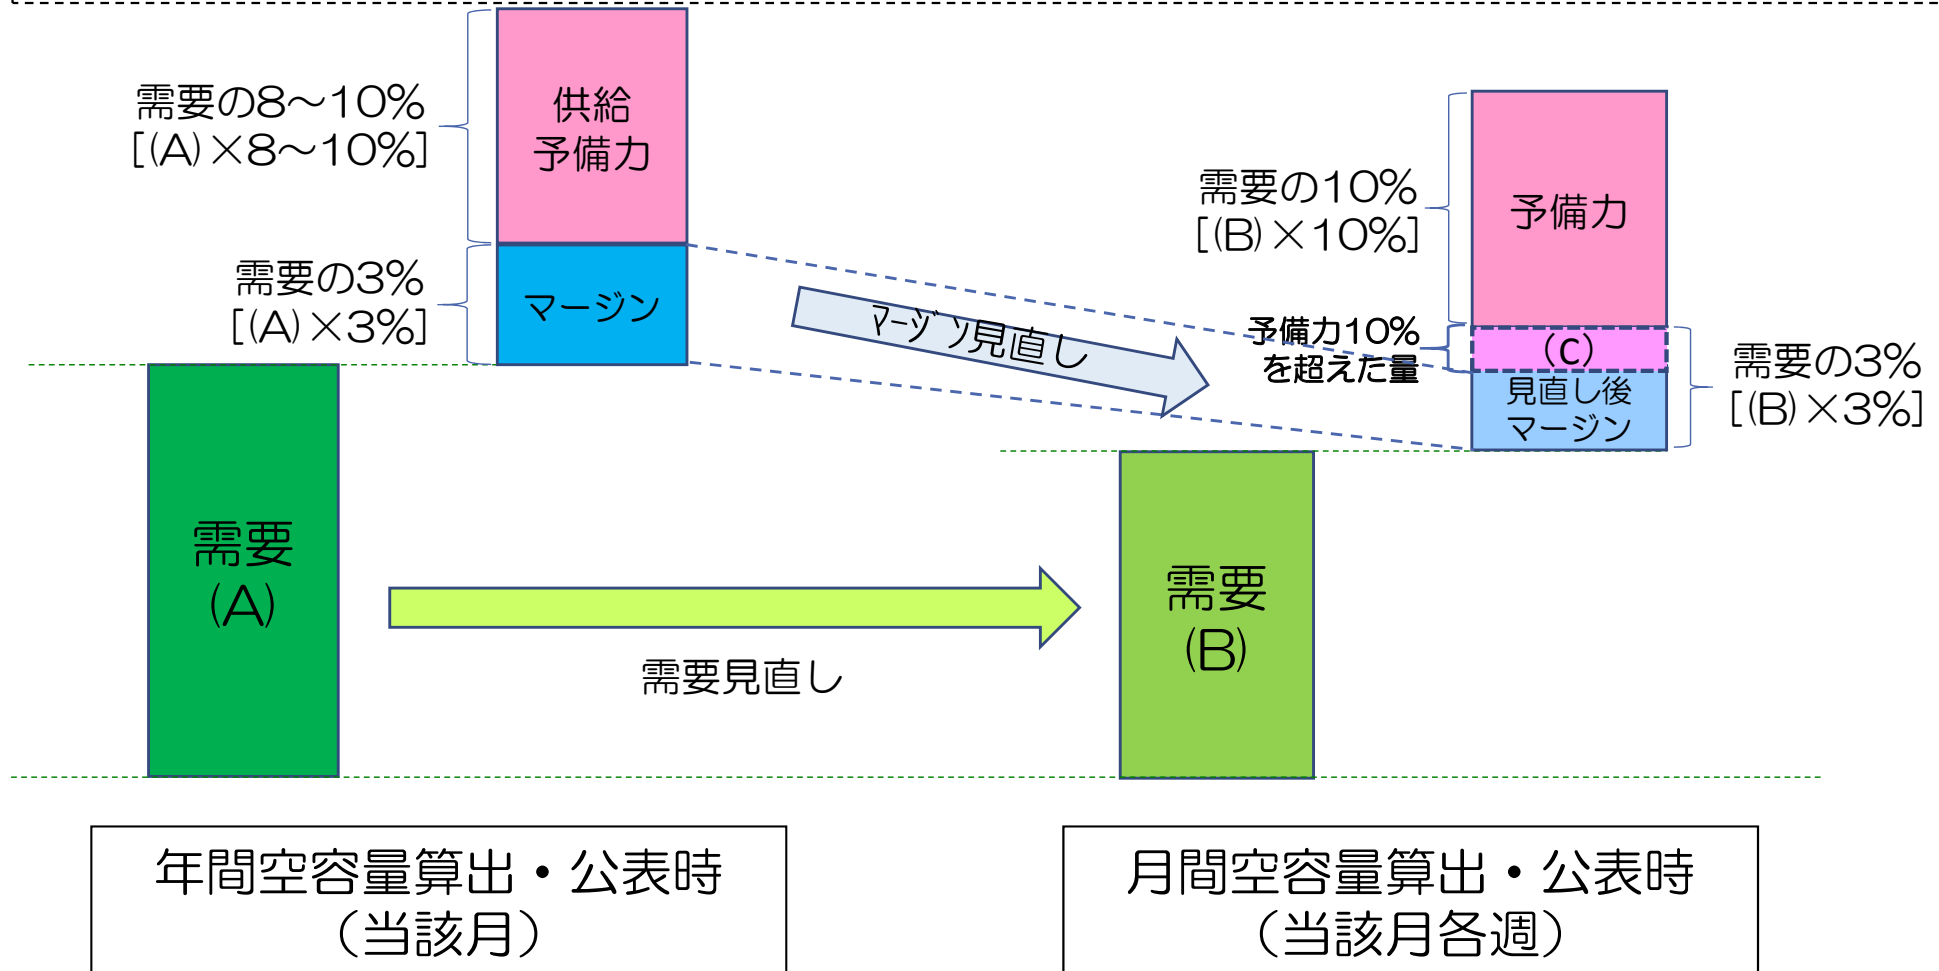 需要の8～10%
[(A)×8～10%]
供給
予備力
需要の3%
[(A)×3%]
マージン
需要
(A)
マージン見直し
需要見直し
需要の10%
[(B)×10%]
予備力
予備力10%
を超えた量
(C)
見直し後
マージン
需要の3%
[(B)×3%]
需要
(B)
年間空容量算出・公表時
（当該月）
月間空容量算出・公表時
（当該月各週）